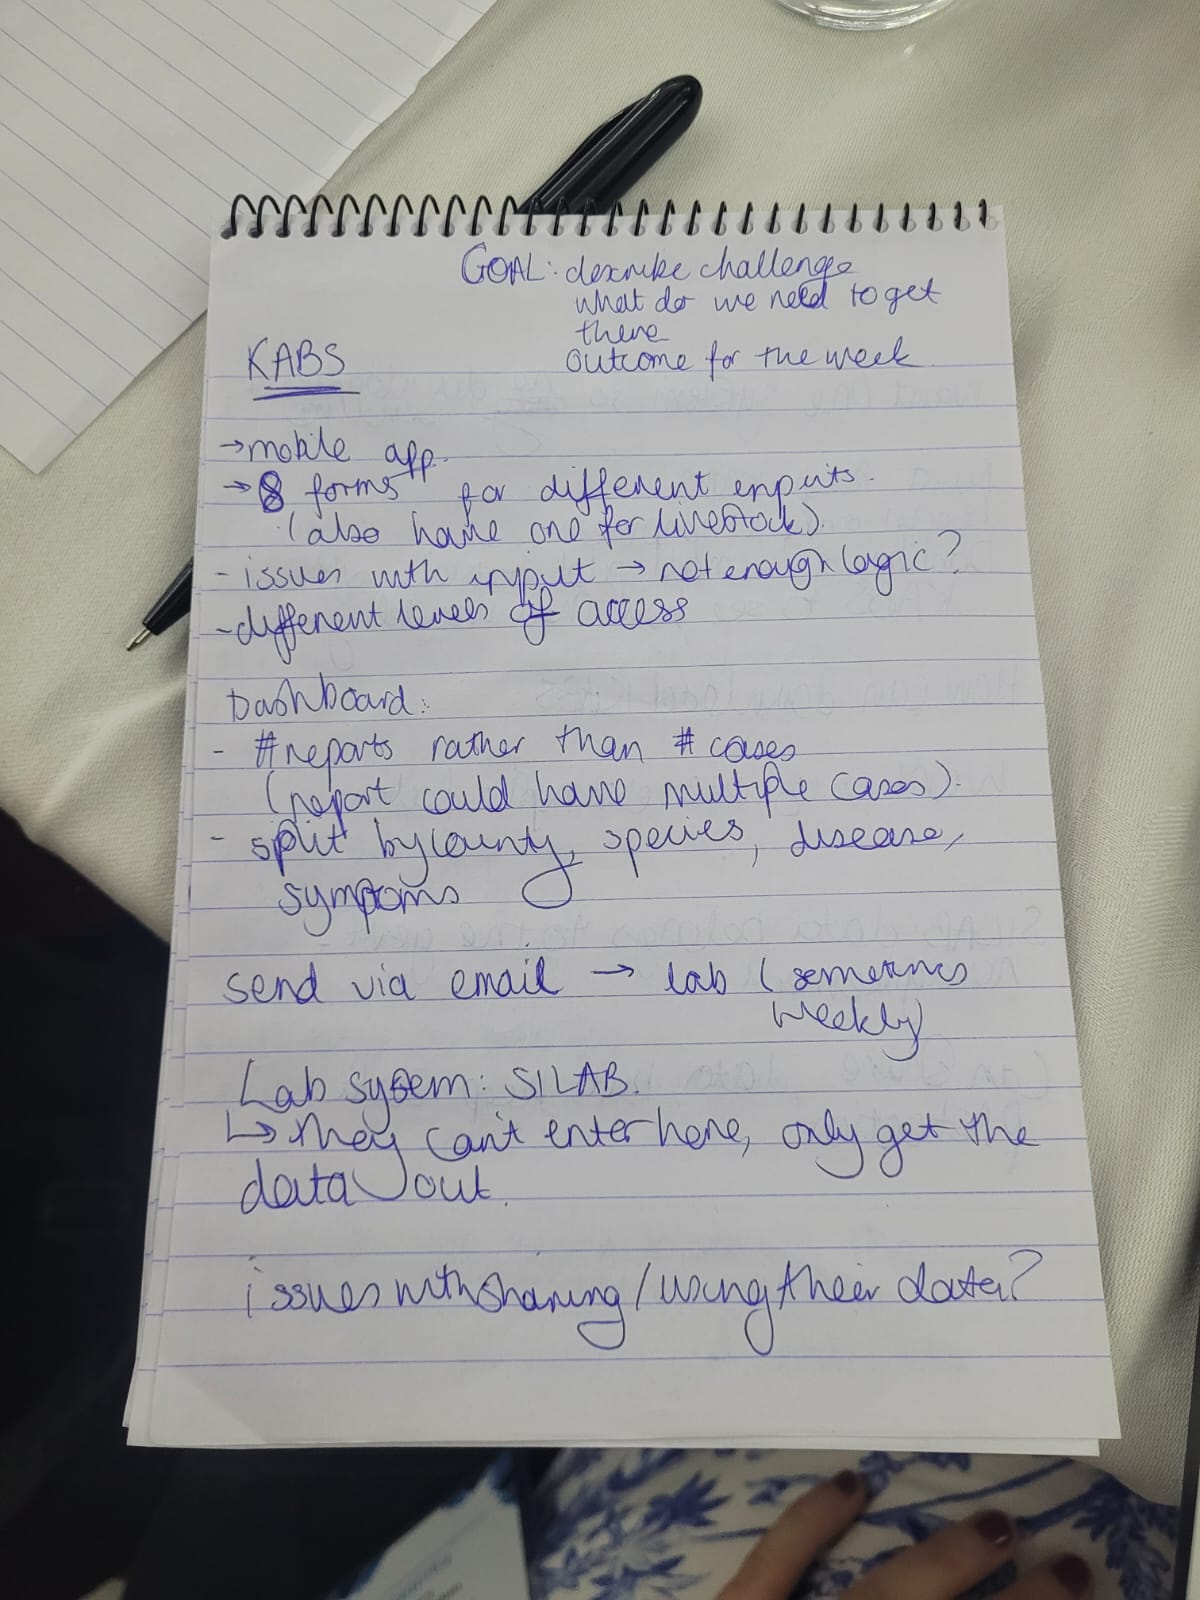 GOAL: describe challenge
what do we need to get
there
outcome for the week
KABS
→ mobile app.
→ 8 forms for different inputs.
(also have one for livestock).
- issues with input → not enough logic?
- different levels of access
Dashboard:
- # reports rather than # cases
(report could have multiple cases).
- split by county, species, disease,
symptoms
send via email → lab (sometimes
weekly)
Lab system: SILAB.
↳ they can't enter here, only get the
data out.
issues with sharing / using their data?